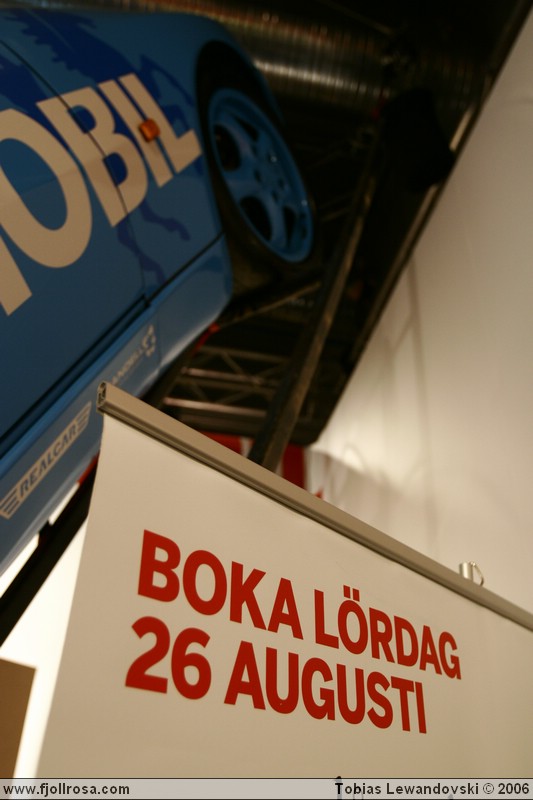 OBIL
REALCAR
BOKA LÖRDAG
26 AUGUSTI
www.fjollrosa.com
Tobias Lewandovski © 2006